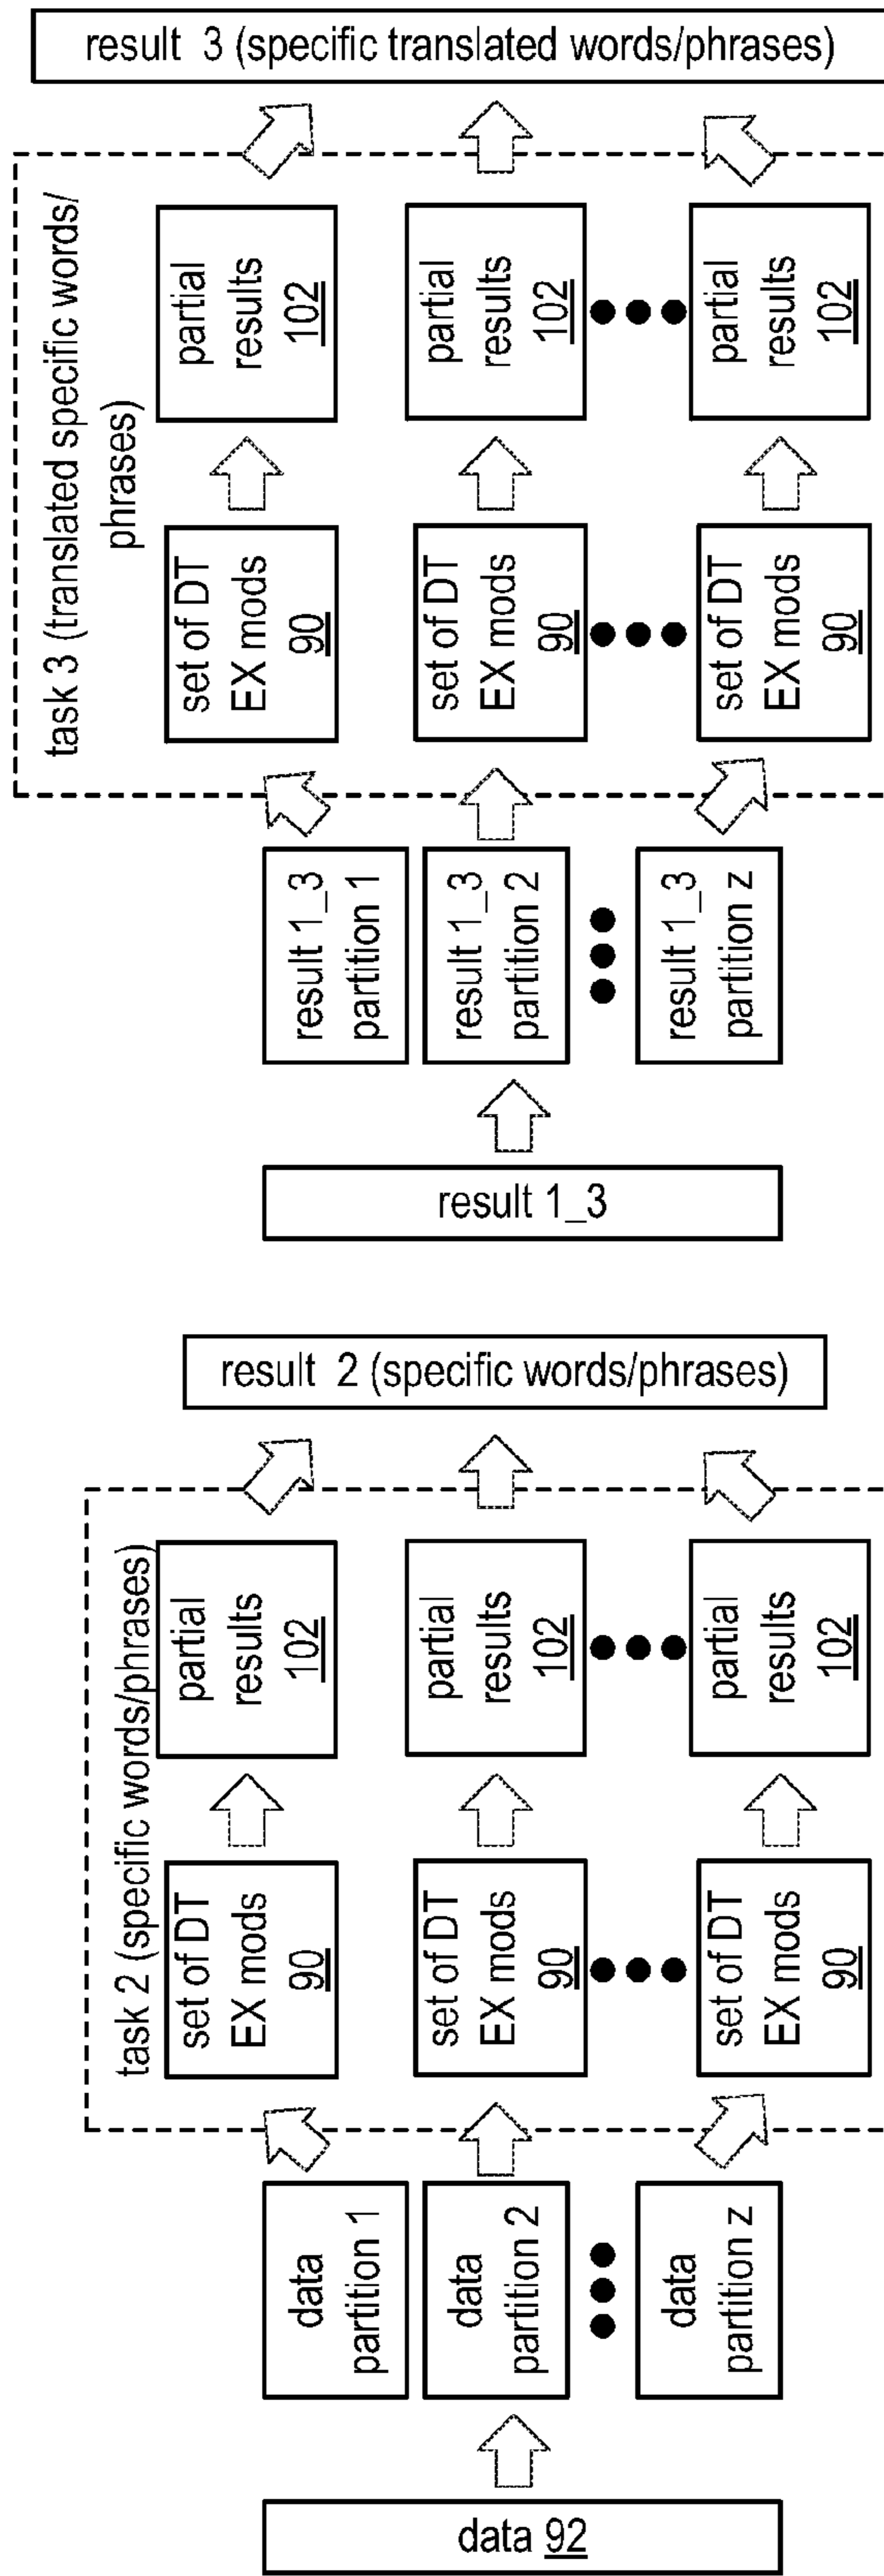 data 92
data
partition 1
data
partition 2
data
partition z
task 2 (specific words/phrases)
set of DT
EX mods
90
set of DT
EX mods
90
set of DT
EX mods
90
partial
results
102
partial
results
102
partial
results
102
result 2 (specific words/phrases)
result 1_3
result 1_3
partition 1
result 1_3
partition 2
result 1_3
partition z
task 3 (translated specific words/
phrases)
set of DT
EX mods
90
set of DT
EX mods
90
set of DT
EX mods
90
partial
results
102
partial
results
102
partial
results
102
result 3 (specific translated words/phrases)